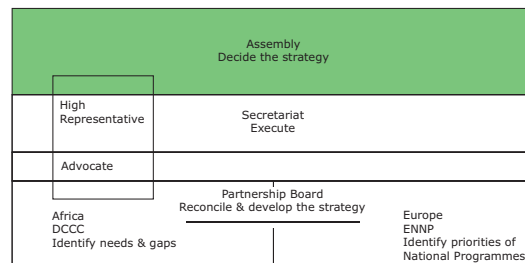 Assembly
Decide the strategy
High
Representative
Secretariat
Execute
Advocate
Partnership Board
Reconcile & develop the strategy
Africa
DCCC
Identify needs & gaps
Europe
ENNP
Identify priorities of
National Programmes